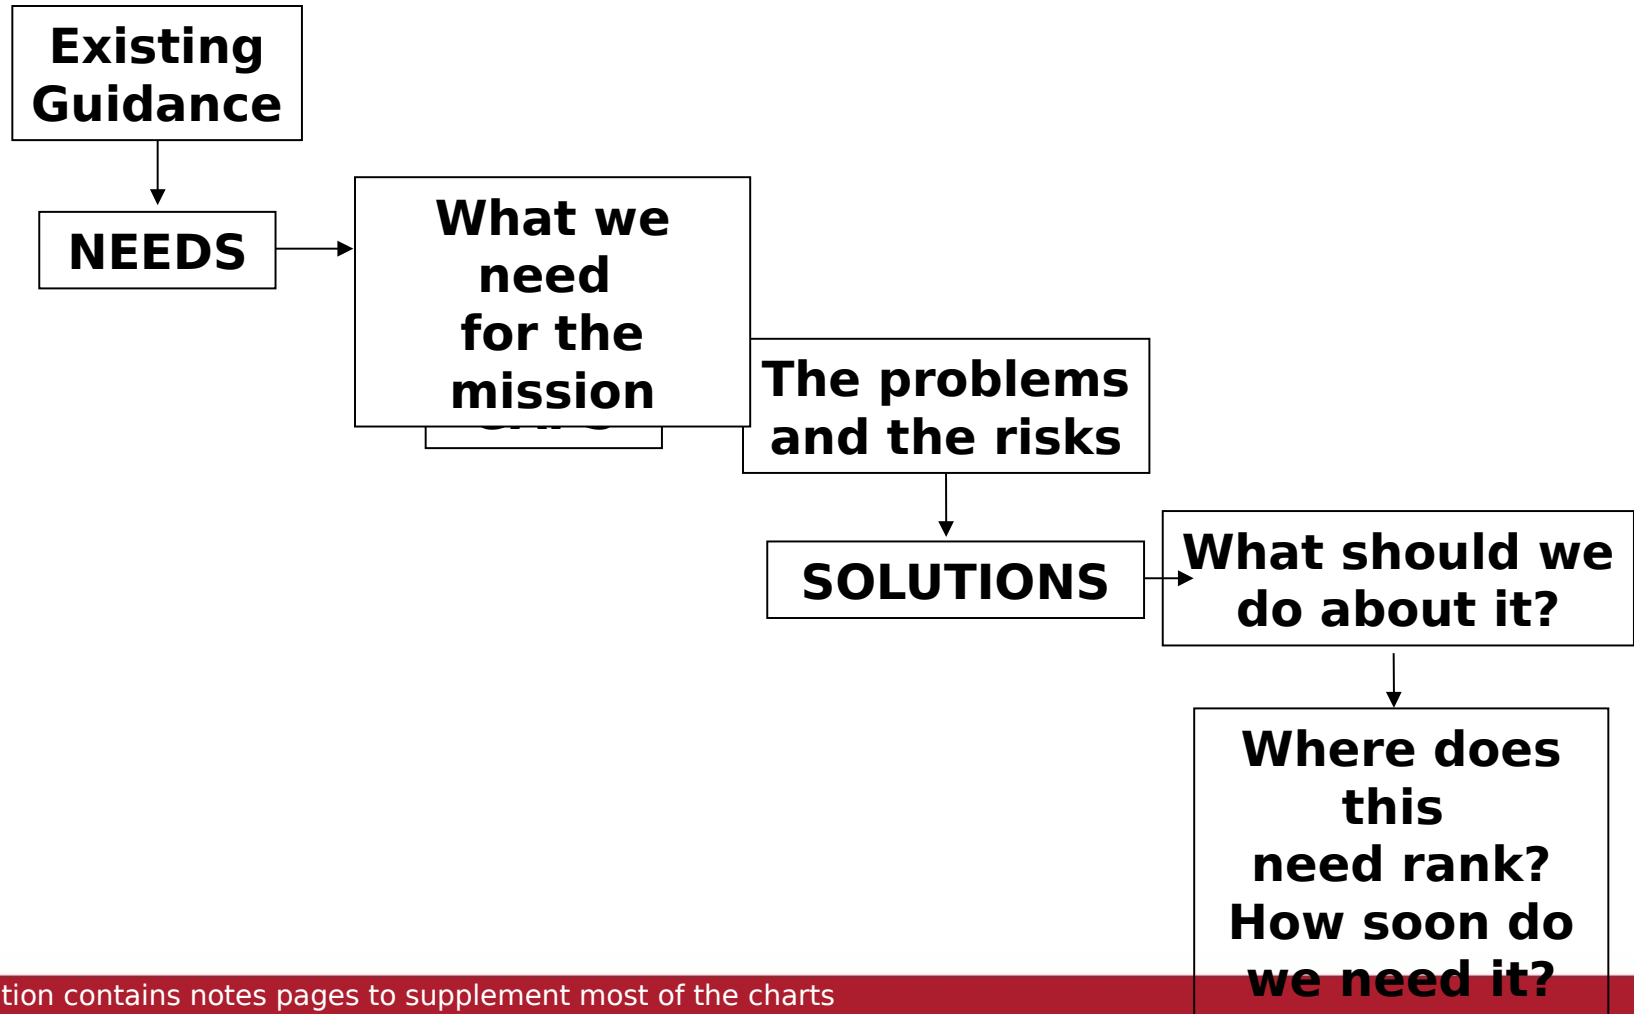 Existing
Guidance
NEEDS
What we
need
for the
mission
The problems
and the risks
SOLUTIONS
What should we
do about it?
Where does
this
need rank?
How soon do
we need it?
tion contains notes pages to supplement most of the charts